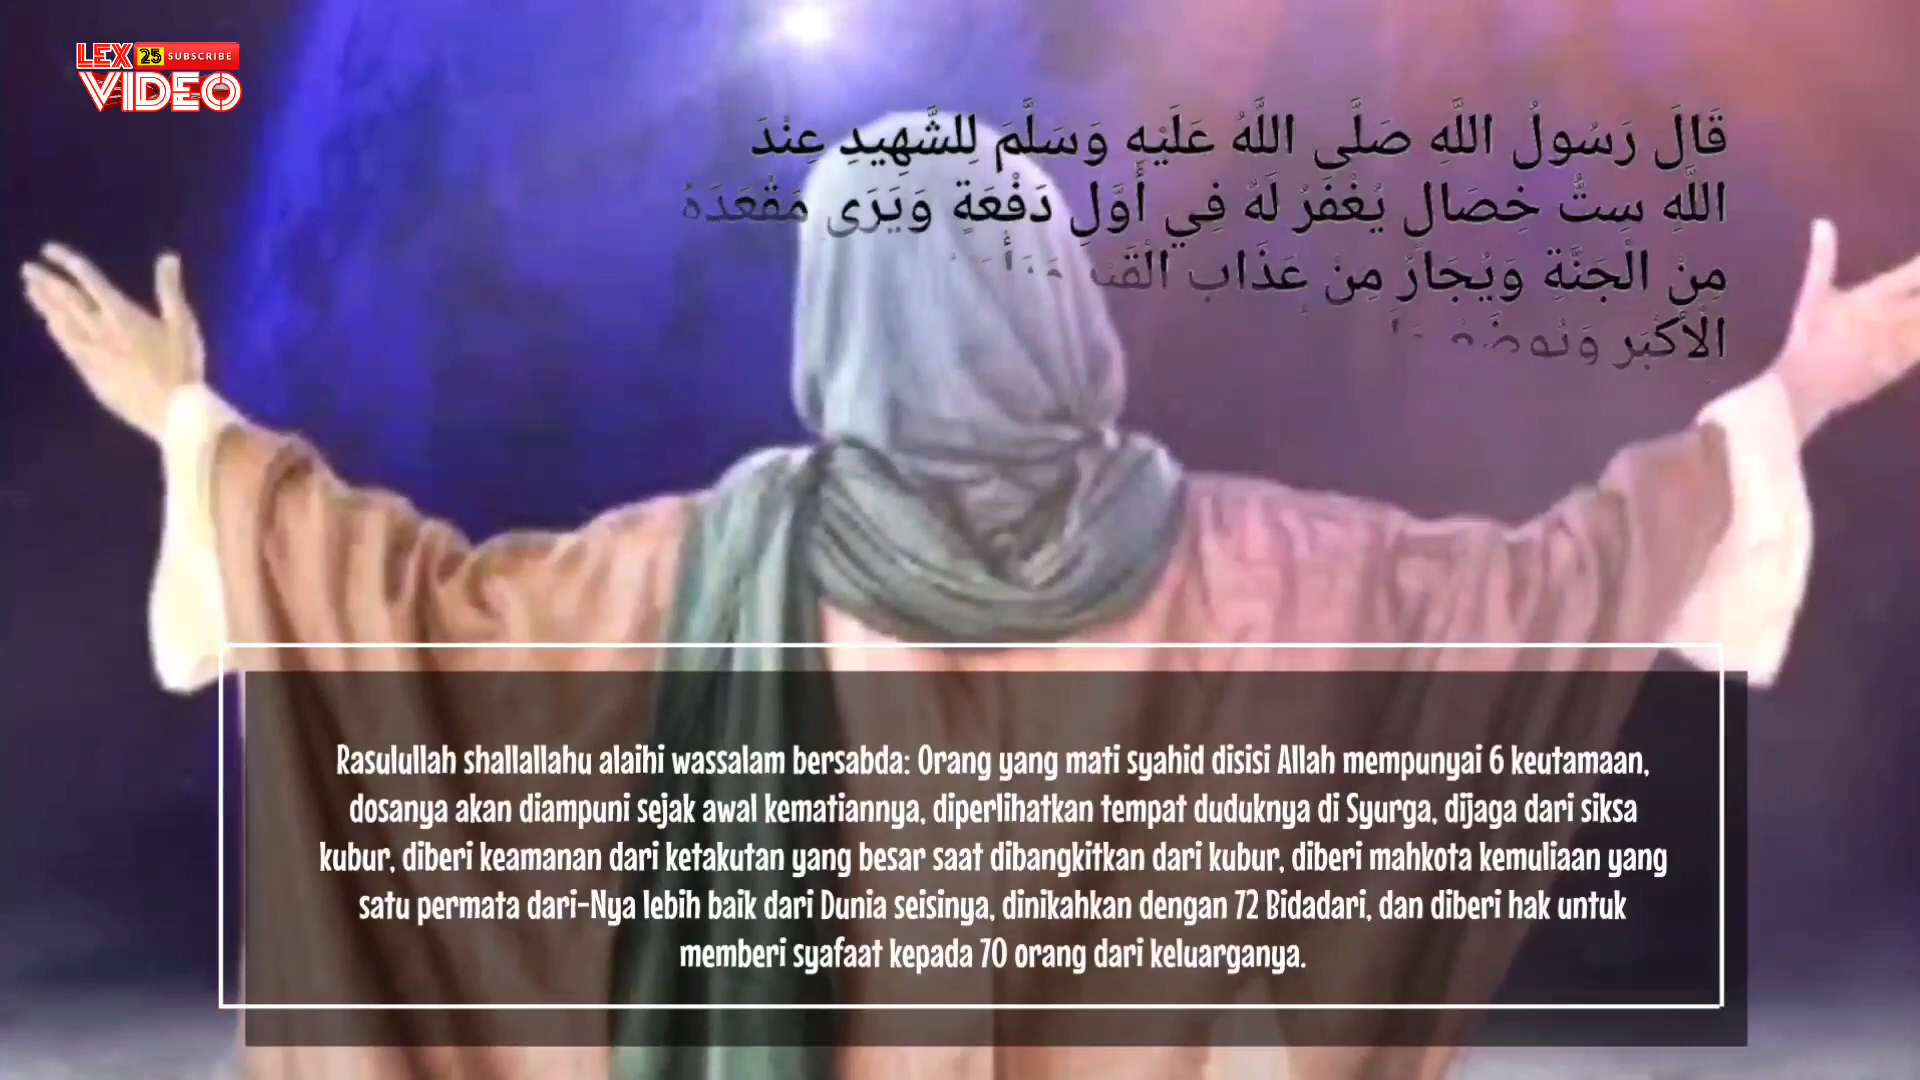 LEX 25 SUBSCRIBE
VIDEO
قَالَ رَسُولُ اللَّهِ صَلَّى اللَّهُ عَلَيْهِ وَسَلَّمَ لِلشَّهِيدِ عِنْدَ
اللَّهِ سِتُّ خِصَالٍ يُغْفَرُ لَهُ فِي أَوَّلِ دَفْعَةٍ وَيَرَى مَقْعَدَهُ
مِنْ الْجَنَّةِ وَيُجَارُ مِنْ عَذَابِ الْقَبْرِ
الْأَكْبَرِ وَيُوضَعُ
Rasulullah shallallahu alaihi wassalam bersabda: Orang yang mati syahid disisi Allah mempunyai 6 keutamaan,
dosanya akan diampuni sejak awal kematiannya, diperlihatkan tempat duduknya di Syurga, dijaga dari siksa
kubur, diberi keamanan dari ketakutan yang besar saat dibangkitkan dari kubur, diberi mahkota kemuliaan yang
satu permata dari-Nya lebih baik dari Dunia seisinya, dinikahkan dengan 72 Bidadari, dan diberi hak untuk
memberi syafaat kepada 70 orang dari keluarganya.